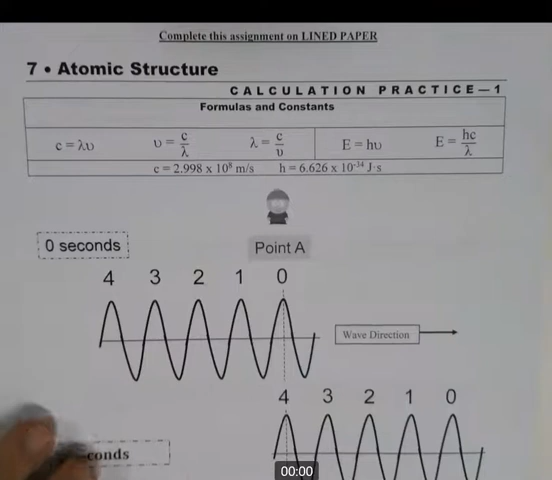 Complete this assignment on LINED PAPER
7 • Atomic Structure
CALCULATION PRACTICE—1
Formulas and Constants
c = λυ   υ = c/λ   λ = c/υ   E = hυ   E = hc/λ
c = 2.998 x 10⁸ m/s   h = 6.626 x 10⁻³⁴ J·s
0 seconds
Point A
4 3 2 1 0
Wave Direction
4 3 2 1 0
00:00